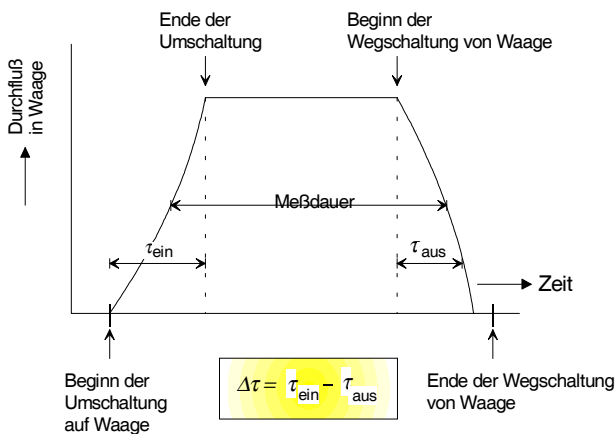 Ende der
Umschaltung
Beginn der
Wegschaltung von Waage
Durchfluß
in Waage
Meßdauer
τein
τaus
Zeit
Beginn der
Umschaltung
auf Waage
Δτ = τein − τaus
Ende der Wegschaltung
von Waage